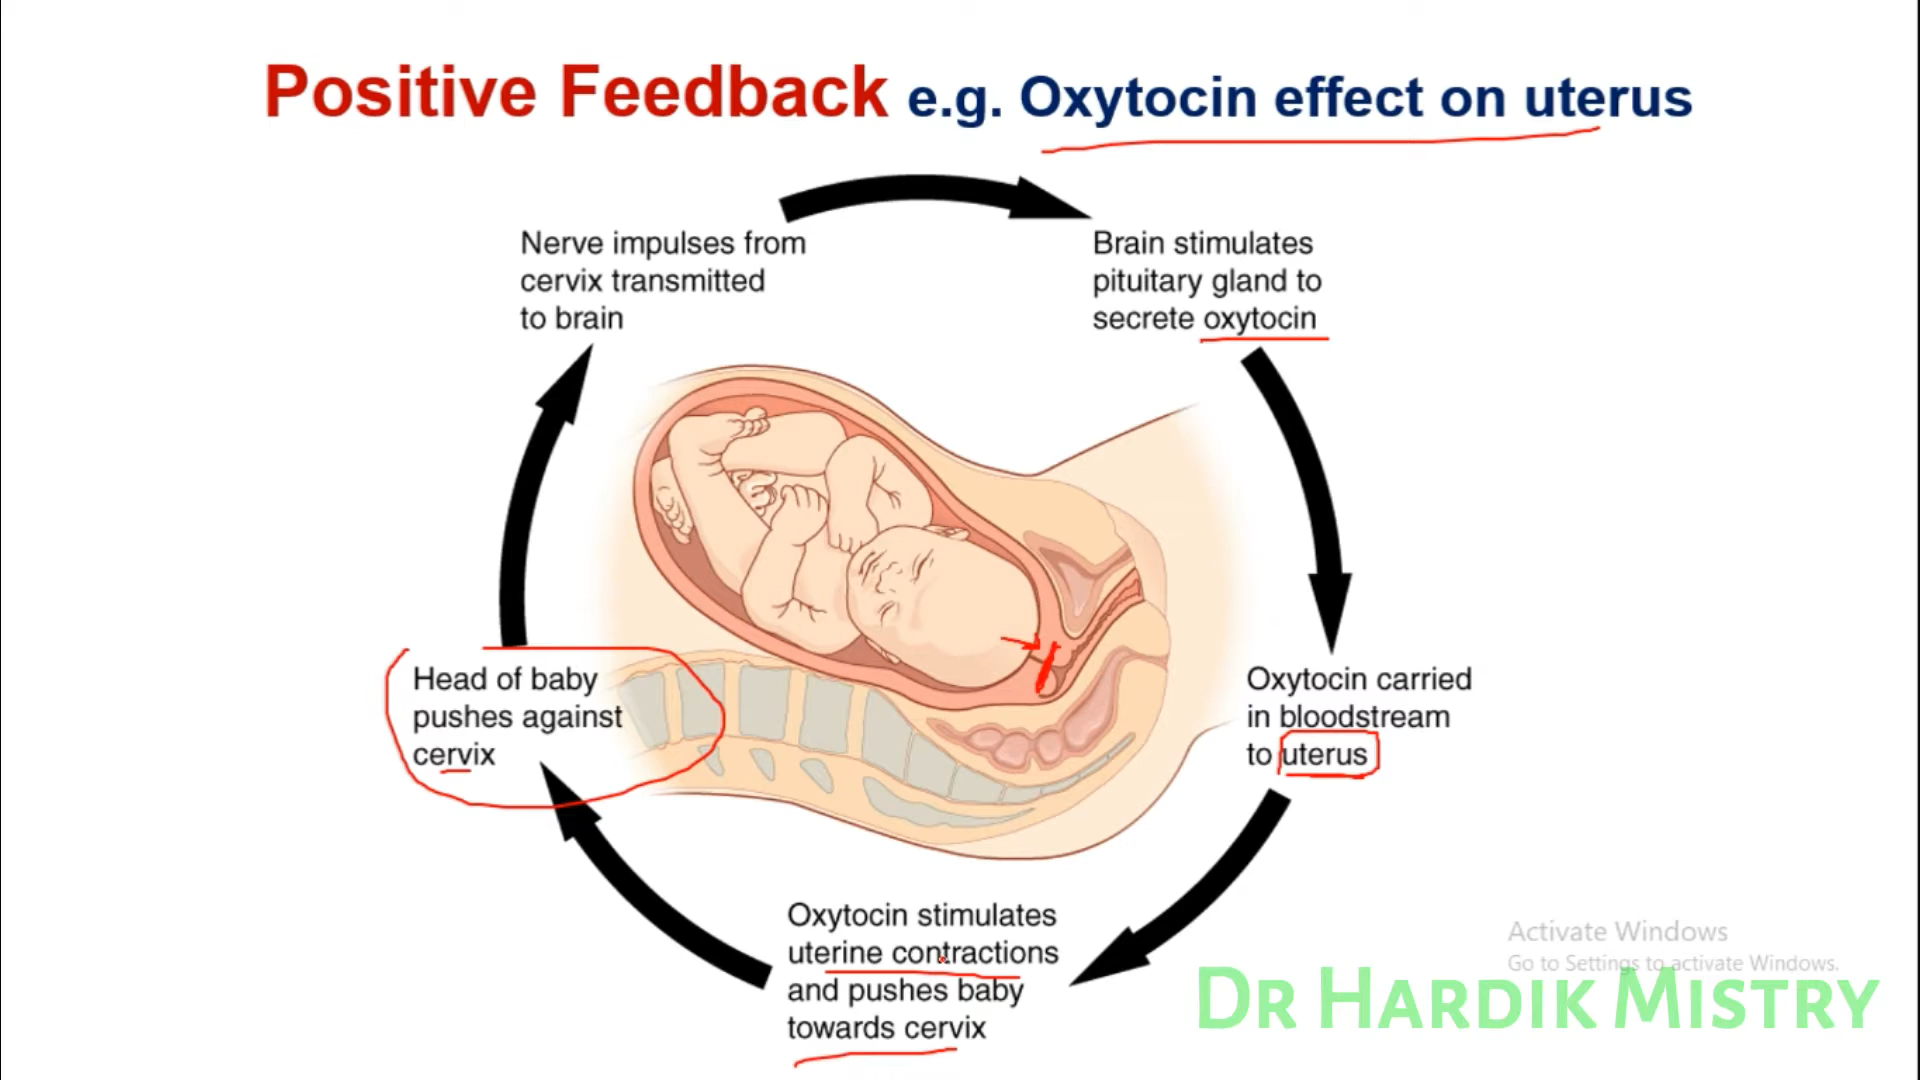 Positive Feedback e.g. Oxytocin effect on uterus
Nerve impulses from
cervix transmitted
to brain
Brain stimulates
pituitary gland to
secrete oxytocin
Head of baby
pushes against
cervix
Oxytocin carried
in bloodstream
to uterus
Oxytocin stimulates
uterine contractions
and pushes baby
towards cervix
Activate Windows
Go to Settings to activate Windows.
DR HARDIK MISTRY